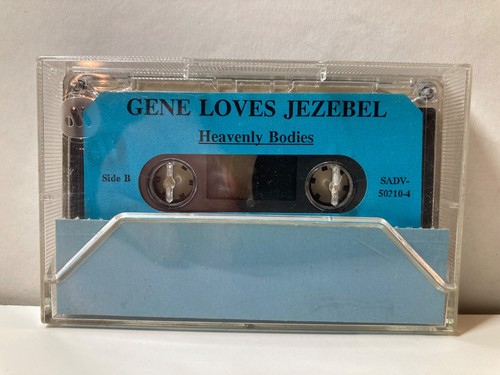 GENE LOVES JEZEBEL
Heavenly Bodies
Side B
SADV-
50210-4